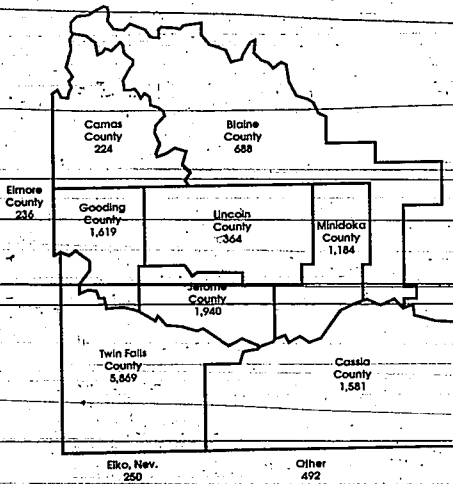 Camas
County
224
Blaine
County
688
Elmore
County
236
Gooding
County
1,619
Lincoln
County
364
Minidoka
County
1,184
Jerome
County
1,940
Twin Falls
5,869
Cassia
County
1,581
Elko, Nev.
250
Other
492